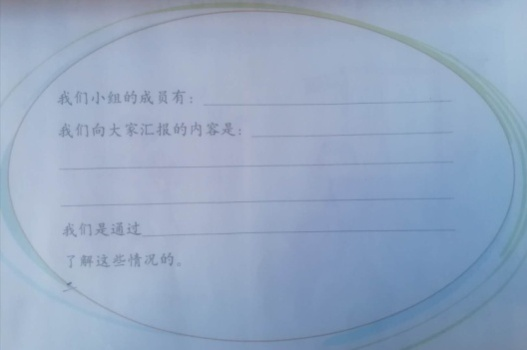 我们小组的成员有：
我们向大家汇报的内容是：
我们是通过
了解这些情况的。